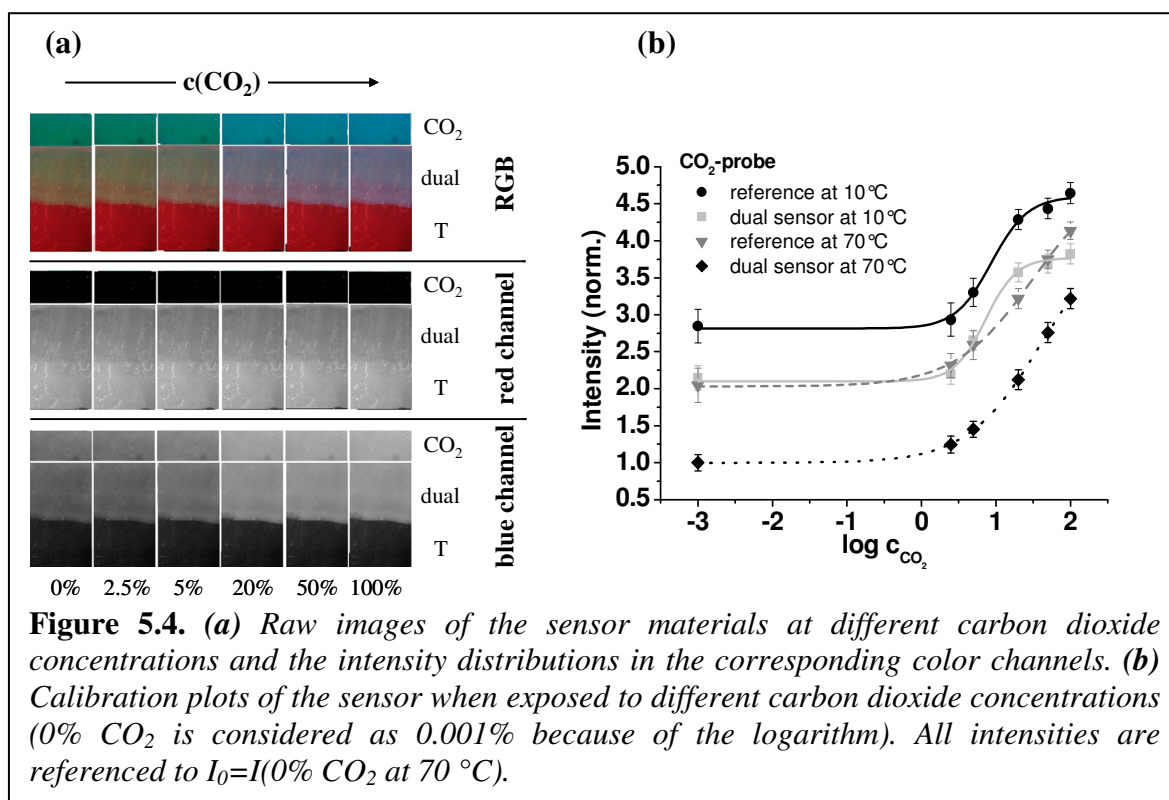 (a)
c(CO₂)
CO₂
dual
T
RGB
CO₂
dual
T
red channel
CO₂
dual
T
blue channel
0% 2.5% 5% 20% 50% 100%
(b)
CO₂-probe
reference at 10°C
dual sensor at 10°C
reference at 70°C
dual sensor at 70°C
Intensity (norm.)
5.0
4.5
4.0
3.5
3.0
2.5
2.0
1.5
1.0
0.5
-3 -2 -1 0 1 2
log c_CO₂
Figure 5.4. (a) Raw images of the sensor materials at different carbon dioxide
concentrations and the intensity distributions in the corresponding color channels. (b)
Calibration plots of the sensor when exposed to different carbon dioxide concentrations
(0% CO₂ is considered as 0.001% because of the logarithm). All intensities are
referenced to I₀=I(0% CO₂ at 70 °C).